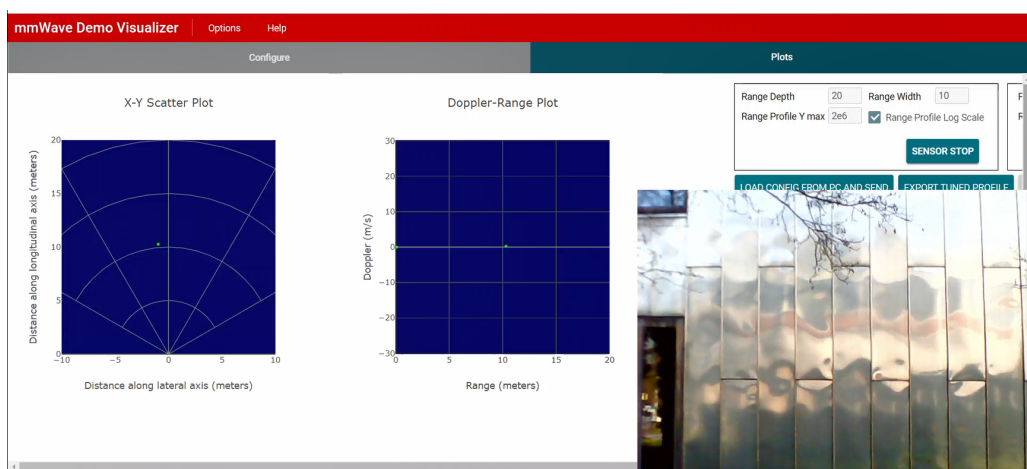 mmWave Demo Visualizer Options Help
Configure Plots
X-Y Scatter Plot
20
15
10
5
0
−10 −5 0 5 10
Distance along longitudinal axis (meters)
Distance along lateral axis (meters)
Doppler-Range Plot
30
20
10
0
−10
−20
−30
0 5 10 15 20
Doppler (m/s)
Range (meters)
Range Depth 20 Range Width 10
Range Profile Y max 2e6 Range Profile Log Scale
SENSOR STOP
LOAD CONFIG FROM PC AND SEND EXPORT TUNED PROFILE